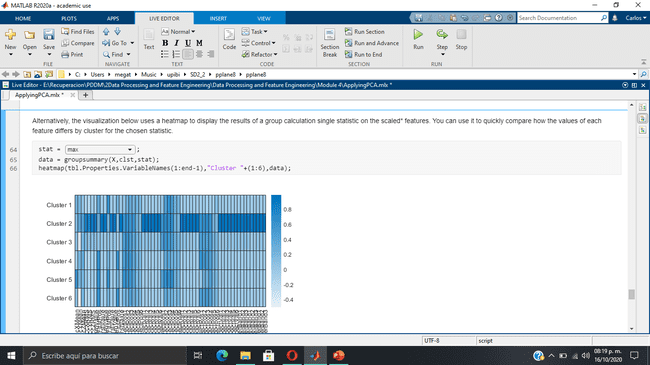 MATLAB R2020a - academic use
HOME PLOTS APPS LIVE EDITOR INSERT VIEW
Search Documentation
Carlos
New Open Save
Find Files
Compare
Print
Go To
Find
Text
Normal
B I U M
Code
Task
Control
Refactor
Section Break
Run Section
Run and Advance
Run to End
Run Step Stop
C: Users megat Music upibi SD2_2 pplane8 pplane8
Live Editor - E:\Recuperacion\PDDM\2Data Processing and Feature Engineering\Data Processing and Feature Engineering\Module 4\ApplyingPCA.mlx *
ApplyingPCA.mlx *
Alternatively, the visualization below uses a heatmap to display the results of a group calculation single statistic on the scaled* features. You can use it to quickly compare how the values of each
feature differs by cluster for the chosen statistic.
64 stat = max ;
65 data = groupsummary(X,clst,stat);
66 heatmap(tbl.Properties.VariableNames(1:end-1),"Cluster "+(1:6),data);
Cluster 1
Cluster 2
Cluster 3
Cluster 4
Cluster 5
Cluster 6
0.8
0.6
0.4
0.2
0
-0.2
-0.4
UTF-8 script
Escribe aquí para buscar
08:19 p. m.
16/10/2020